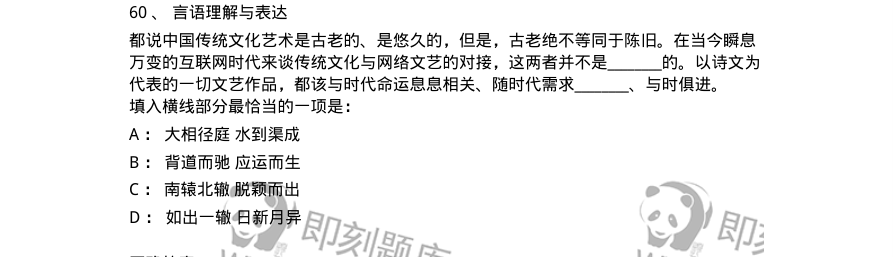 60 、 言语理解与表达
都说中国传统文化艺术是古老的、是悠久的，但是，古老绝不等同于陈旧。在当今瞬息
万变的互联网时代来谈传统文化与网络文艺的对接，这两者并不是______的。以诗文为
代表的一切文艺作品，都该与时代命运息息相关、随时代需求______、与时俱进。
填入横线部分最恰当的一项是：
A ： 大相径庭 水到渠成
B ： 背道而驰 应运而生
C ： 南辕北辙 脱颖而出
D ： 如出一辙 日新月异
即刻题库
即刻